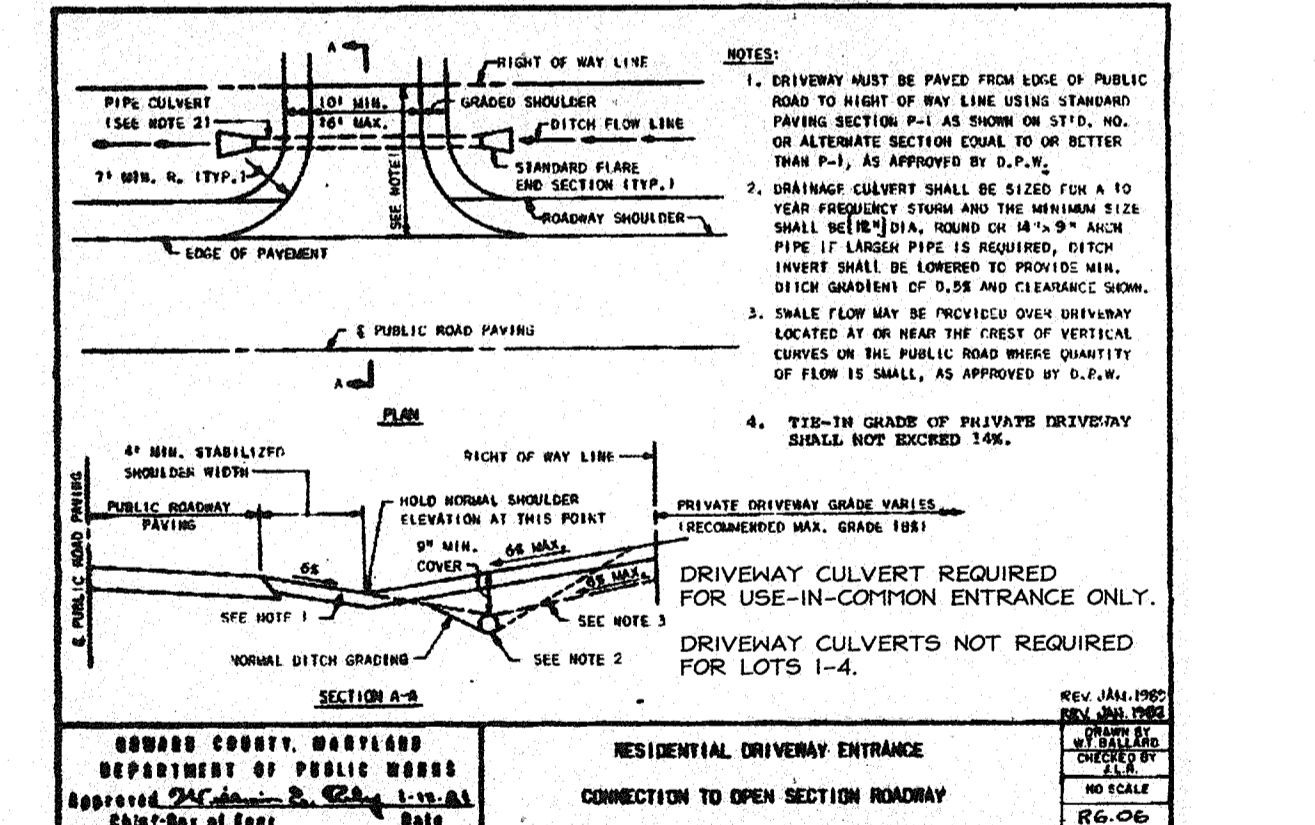 A
RIGHT OF WAY LINE
PIPE CULVERT
(SEE NOTE 2)
10' MIN.
16' MAX.
GRADED SHOULDER
DITCH FLOW LINE
7' MIN. R. (TYP.)
SEE NOTE 1
STANDARD FLARE
END SECTION (TYP.)
ROADWAY SHOULDER
EDGE OF PAVEMENT
℄ PUBLIC ROAD PAVING
A
PLAN
NOTES:
1. DRIVEWAY MUST BE PAVED FROM EDGE OF PUBLIC
ROAD TO RIGHT OF WAY LINE USING STANDARD
PAVING SECTION P-1 AS SHOWN ON ST'D. NO.
OR ALTERNATE SECTION EQUAL TO OR BETTER
THAN P-1, AS APPROVED BY D.P.W.
2. DRAINAGE CULVERT SHALL BE SIZED FOR A 10
YEAR FREQUENCY STORM AND THE MINIMUM SIZE
SHALL BE [12"] DIA. ROUND OR 14"x 9" ARCH
PIPE IF LARGER PIPE IS REQUIRED, DITCH
INVERT SHALL BE LOWERED TO PROVIDE MIN.
DITCH GRADIENT OF 0.5% AND CLEARANCE SHOWN.
3. SWALE FLOW MAY BE PROVIDED OVER DRIVEWAY
LOCATED AT OR NEAR THE CREST OF VERTICAL
CURVES ON THE PUBLIC ROAD WHERE QUANTITY
OF FLOW IS SMALL, AS APPROVED BY D.P.W.
4. TIE-IN GRADE OF PRIVATE DRIVEWAY
SHALL NOT EXCEED 14%.
4' MIN. STABILIZED
SHOULDER WIDTH
RIGHT OF WAY LINE
℄ PUBLIC ROAD PAVING
PUBLIC ROADWAY
PAVING
HOLD NORMAL SHOULDER
ELEVATION AT THIS POINT
PRIVATE DRIVEWAY GRADE VARIES
(RECOMMENDED MAX. GRADE 18%)
9" MIN.
COVER
6% MAX.
6%
MAX.
SEE NOTE 1
SEE NOTE 3
NORMAL DITCH GRADING
SEE NOTE 2
SECTION A-A
DRIVEWAY CULVERT REQUIRED
FOR USE-IN-COMMON ENTRANCE ONLY.
DRIVEWAY CULVERTS NOT REQUIRED
FOR LOTS 1-4.
REV. JAN.
REV. JAN.
HOWARD COUNTY, MARYLAND
DEPARTMENT OF PUBLIC WORKS
Approved
Date
RESIDENTIAL DRIVEWAY ENTRANCE
CONNECTION TO OPEN SECTION ROADWAY
DRAWN BY
W.T. BALLARD
CHECKED BY
NO SCALE
R6.06